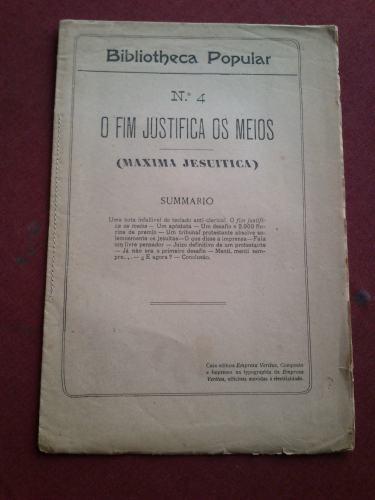 Bibliotheca Popular
N.º 4
O FIM JUSTIFICA OS MEIOS
(MAXIMA JESUITICA)
SUMMARIO
Uma nota infallivel do teclado anti-clerical. O fim justifi-
ca os meios — Um apostata — Um desafio e 2.000 flo-
rins de premio — Um tribunal protestante absolve so-
lemnemente os jesuitas — O que disse a imprensa — Fala
um livre pensador — Juizo definitivo de um protestante
— Já não era o primeiro desafio — Menti, menti sem-
pre... — ¿ E agora ? — Conclusão.
Casa editora Empreza Veritas, Composto
e impresso na typographia da Empreza
Veritas, officinas movidas á electricidade.